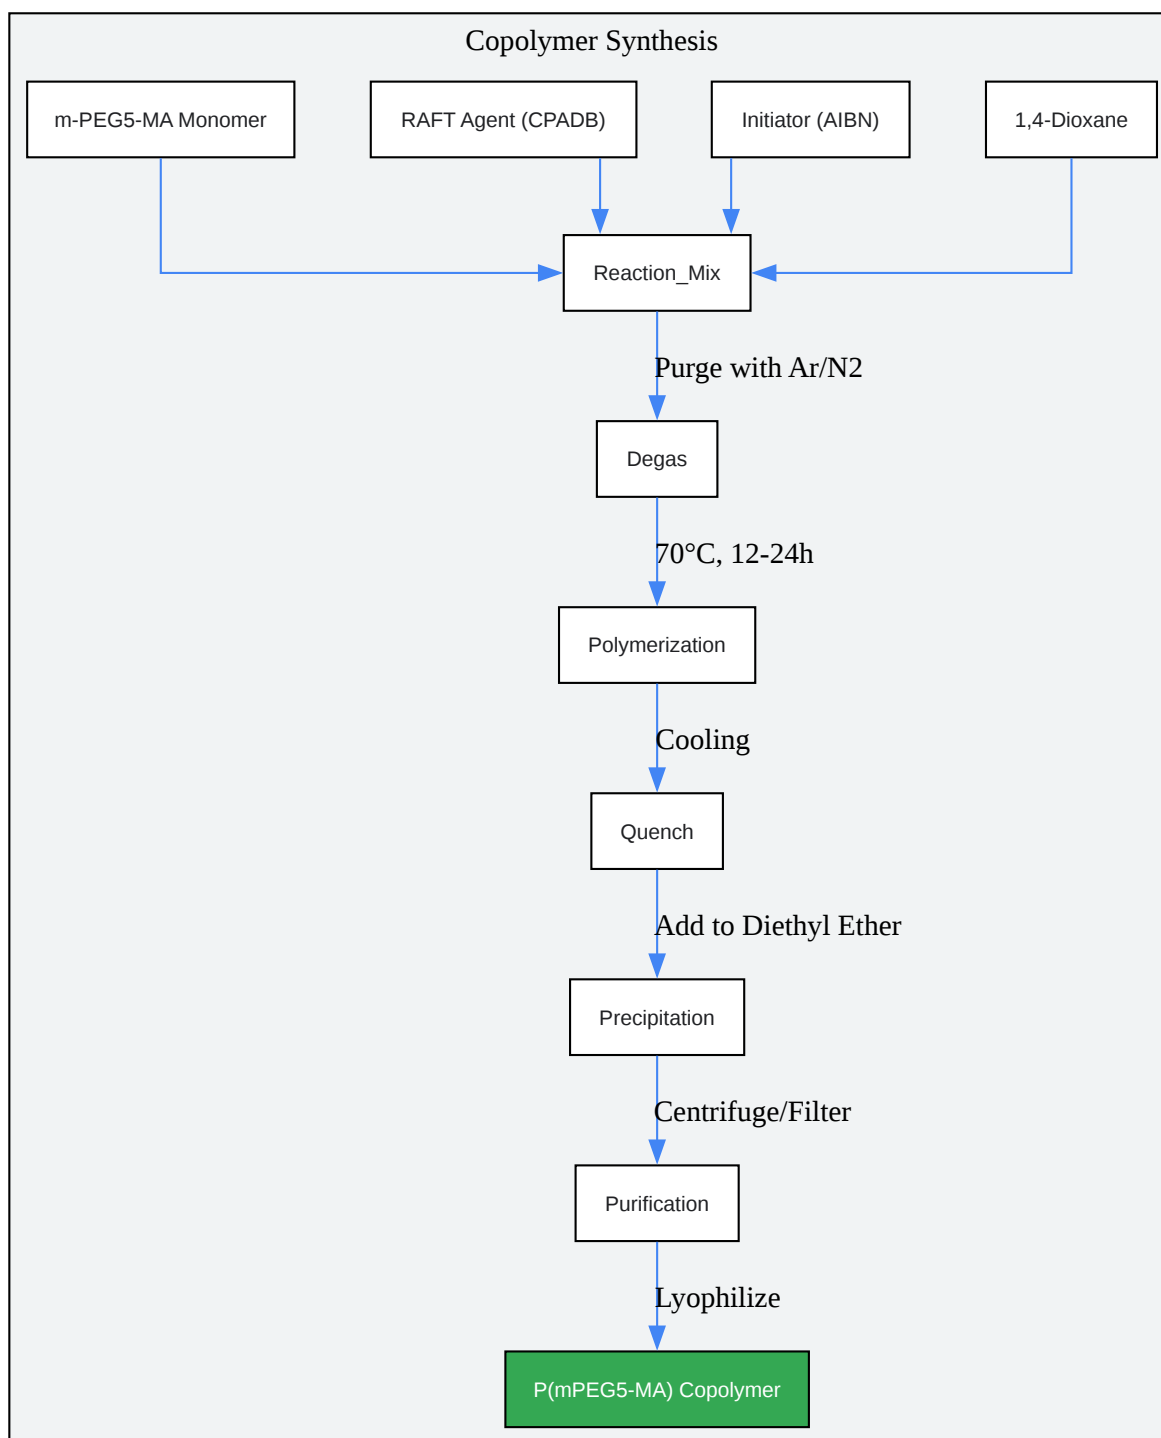 Copolymer Synthesis
m-PEG5-MA Monomer
RAFT Agent (CPADB)
Initiator (AIBN)
1,4-Dioxane
Reaction_Mix
Purge with Ar/N2
Degas
70°C, 12-24h
Polymerization
Cooling
Quench
Add to Diethyl Ether
Precipitation
Centrifuge/Filter
Purification
Lyophilize
P(mPEG5-MA) Copolymer